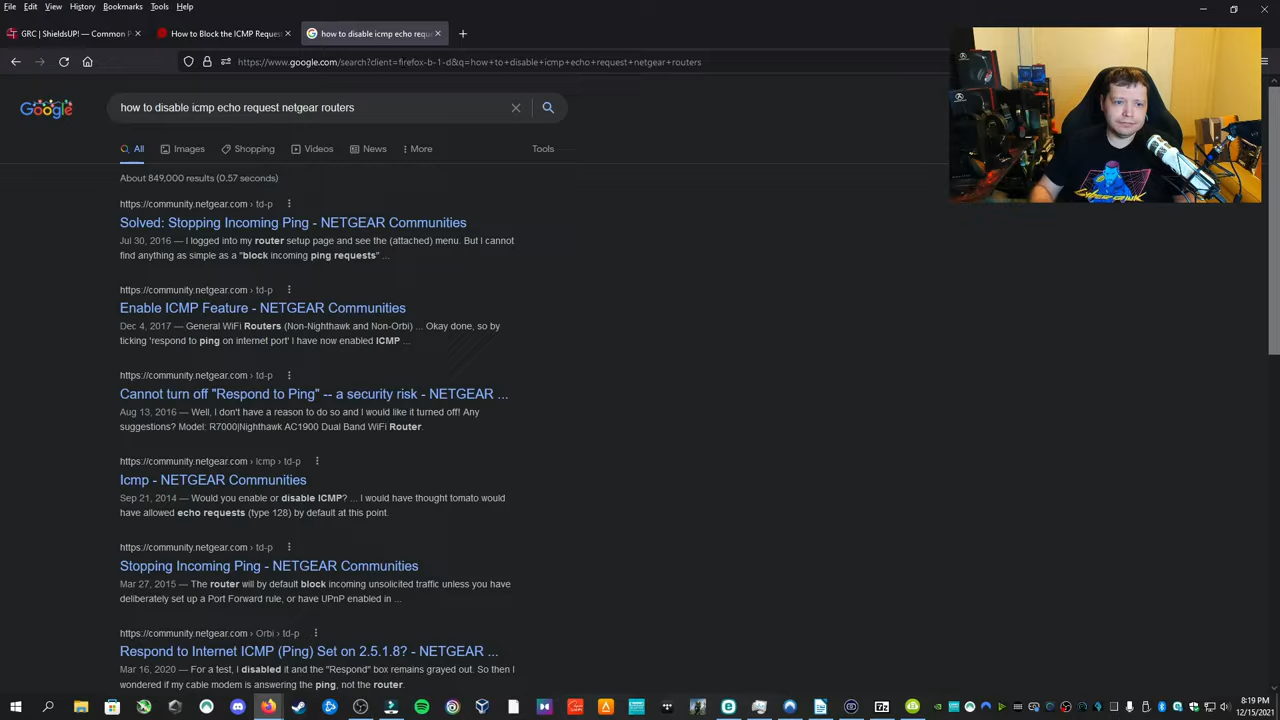 File Edit View History Bookmarks Tools Help
GRC | ShieldsUP! — Common P
How to Block the ICMP Reques
how to disable icmp echo reque
https://www.google.com/search?client=firefox-b-1-d&q=how+to+disable+icmp+echo+request+netgear+routers
Google
how to disable icmp echo request netgear routers
All Images Shopping Videos News More Tools
About 849,000 results (0.57 seconds)
https://community.netgear.com › td-p
Solved: Stopping Incoming Ping - NETGEAR Communities
Jul 30, 2016 — I logged into my router setup page and see the (attached) menu. But I cannot
find anything as simple as a "block incoming ping requests" ...
https://community.netgear.com › td-p
Enable ICMP Feature - NETGEAR Communities
Dec 4, 2017 — General WiFi Routers (Non-Nighthawk and Non-Orbi) ... Okay done, so by
ticking 'respond to ping on internet port' I have now enabled ICMP ...
https://community.netgear.com › td-p
Cannot turn off "Respond to Ping" -- a security risk - NETGEAR ...
Aug 13, 2016 — Well, I don't have a reason to do so and I would like it turned off! Any
suggestions? Model: R7000|Nighthawk AC1900 Dual Band WiFi Router.
https://community.netgear.com › Icmp › td-p
Icmp - NETGEAR Communities
Sep 21, 2014 — Would you enable or disable ICMP? ... I would have thought tomato would
have allowed echo requests (type 128) by default at this point.
https://community.netgear.com › td-p
Stopping Incoming Ping - NETGEAR Communities
Mar 27, 2015 — The router will by default block incoming unsolicited traffic unless you have
deliberately set up a Port Forward rule, or have UPnP enabled in ...
https://community.netgear.com › Orbi › td-p
Respond to Internet ICMP (Ping) Set on 2.5.1.8? - NETGEAR ...
Mar 16, 2020 — For a test, I disabled it and the "Respond" box remains grayed out. So then I
wondered if my cable modem is answering the ping, not the router.
CYBERPINK
8:19 PM
12/15/2021